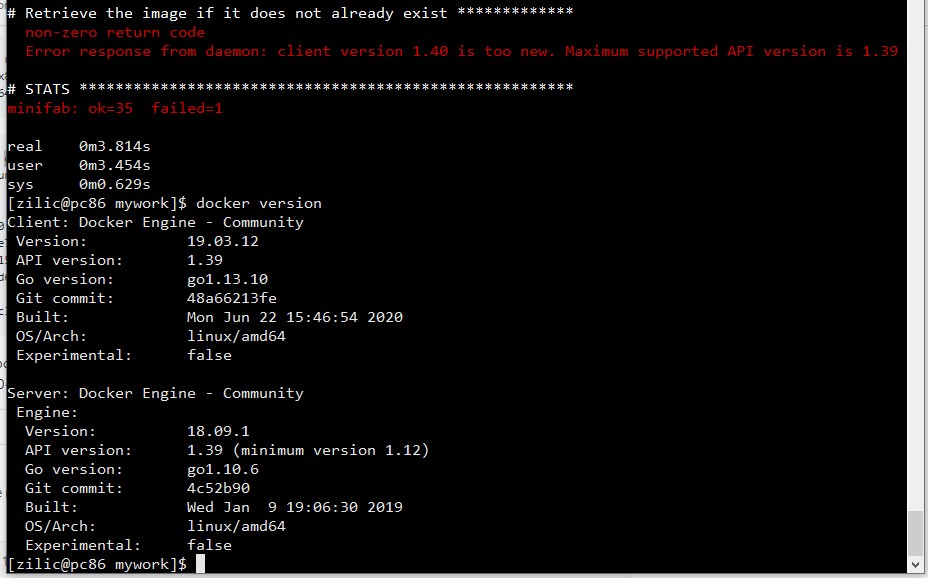 # Retrieve the image if it does not already exist *************
non-zero return code
Error response from daemon: client version 1.40 is too new. Maximum supported API version is 1.39
# STATS *******************************************************
minifab: ok=35  failed=1
real    0m3.814s
user    0m3.454s
sys     0m0.629s
[zilic@pc86 mywork]$ docker version
Client: Docker Engine - Community
 Version:           19.03.12
 API version:       1.39
 Go version:        go1.13.10
 Git commit:        48a66213fe
 Built:             Mon Jun 22 15:46:54 2020
 OS/Arch:           linux/amd64
 Experimental:      false
Server: Docker Engine - Community
 Engine:
  Version:          18.09.1
  API version:      1.39 (minimum version 1.12)
  Go version:       go1.10.6
  Git commit:       4c52b90
  Built:            Wed Jan  9 19:06:30 2019
  OS/Arch:          linux/amd64
  Experimental:     false
[zilic@pc86 mywork]$